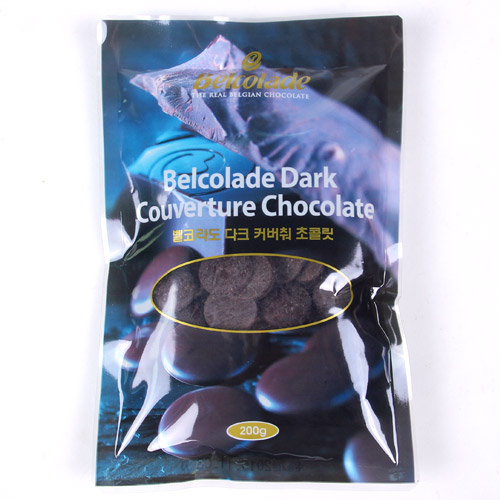 Belcolade
THE REAL BELGIAN CHOCOLATE
Belcolade Dark
Couverture Chocolate
벨코라도 다크 커버춰 초콜릿
200g